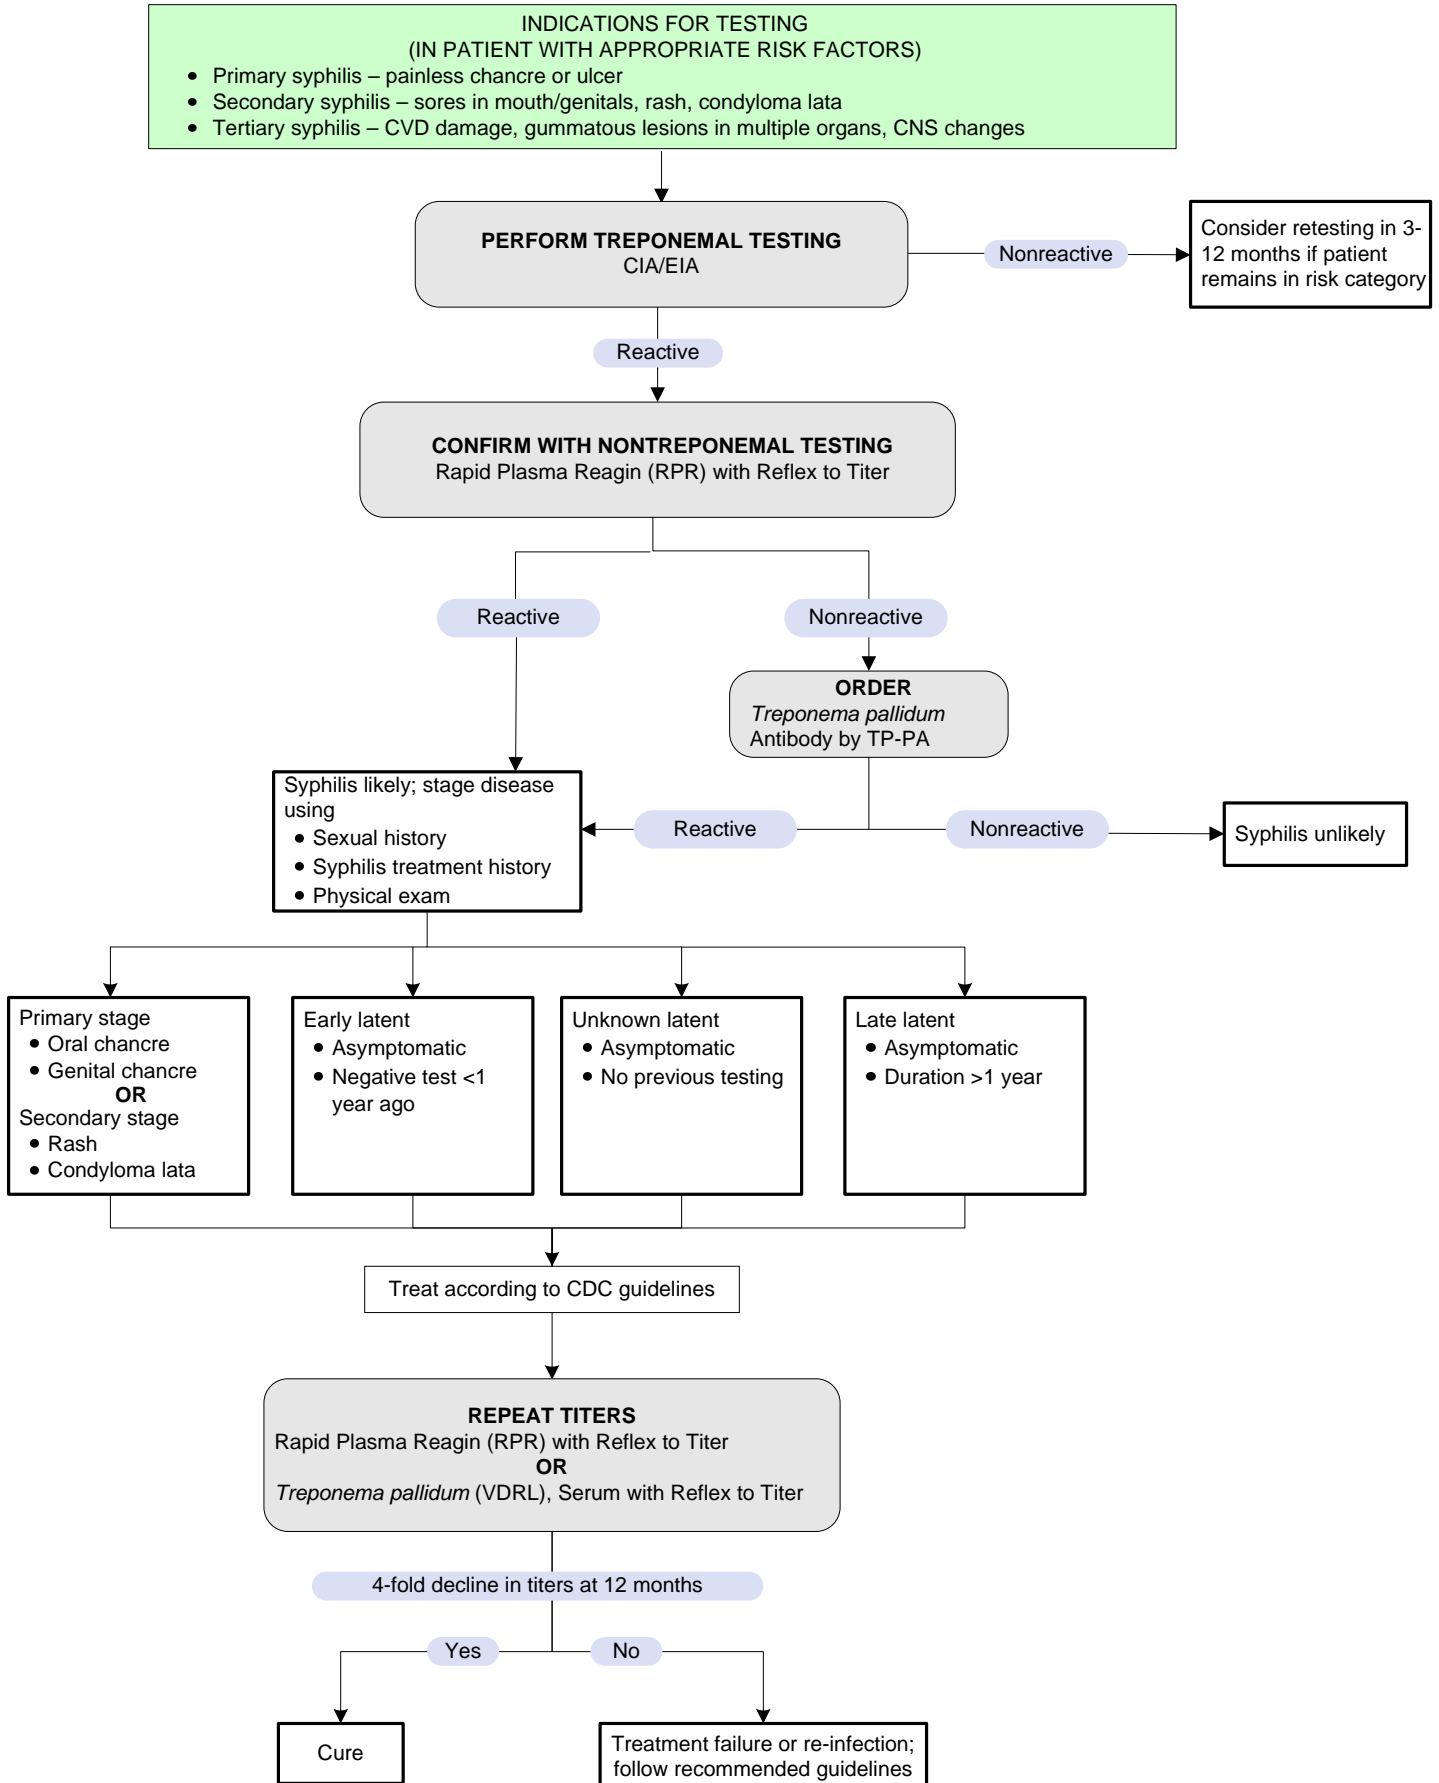 INDICATIONS FOR TESTING
(IN PATIENT WITH APPROPRIATE RISK FACTORS)
• Primary syphilis – painless chancre or ulcer
• Secondary syphilis – sores in mouth/genitals, rash, condyloma lata
• Tertiary syphilis – CVD damage, gummatous lesions in multiple organs, CNS changes
PERFORM TREPONEMAL TESTING
CIA/EIA
Nonreactive
Consider retesting in 3-
12 months if patient
remains in risk category
Reactive
CONFIRM WITH NONTREPONEMAL TESTING
Rapid Plasma Reagin (RPR) with Reflex to Titer
Reactive
Nonreactive
ORDER
Treponema pallidum
Antibody by TP-PA
Syphilis likely; stage disease
using
• Sexual history
• Syphilis treatment history
• Physical exam
Reactive
Nonreactive
Syphilis unlikely
Primary stage
• Oral chancre
• Genital chancre
OR
Secondary stage
• Rash
• Condyloma lata
Early latent
• Asymptomatic
• Negative test <1
year ago
Unknown latent
• Asymptomatic
• No previous testing
Late latent
• Asymptomatic
• Duration >1 year
Treat according to CDC guidelines
REPEAT TITERS
Rapid Plasma Reagin (RPR) with Reflex to Titer
OR
Treponema pallidum (VDRL), Serum with Reflex to Titer
4-fold decline in titers at 12 months
Yes
No
Cure
Treatment failure or re-infection;
follow recommended guidelines